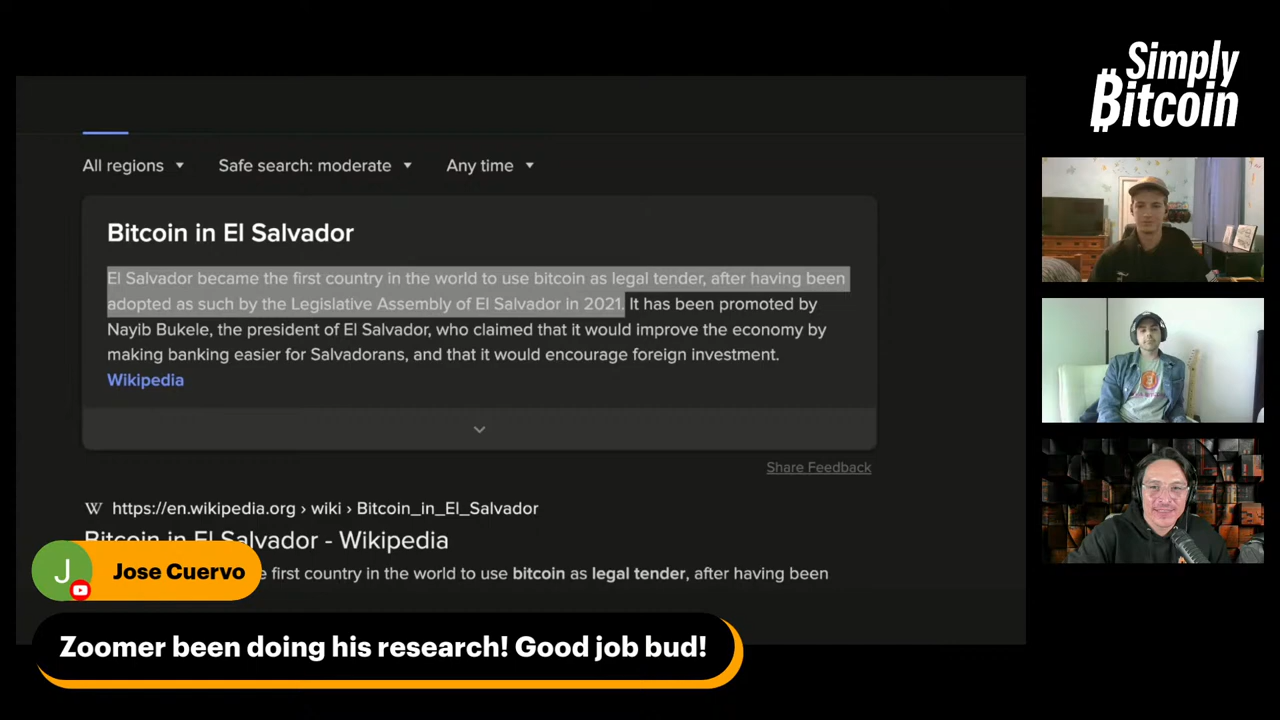 Simply
Bitcoin
All regions
Safe search: moderate
Any time
Bitcoin in El Salvador
El Salvador became the first country in the world to use bitcoin as legal tender, after having been
adopted as such by the Legislative Assembly of El Salvador in 2021. It has been promoted by
Nayib Bukele, the president of El Salvador, who claimed that it would improve the economy by
making banking easier for Salvadorans, and that it would encourage foreign investment.
Wikipedia
Share Feedback
W https://en.wikipedia.org › wiki › Bitcoin_in_El_Salvador
Bitcoin in El Salvador - Wikipedia
J Jose Cuervo
first country in the world to use bitcoin as legal tender, after having been
Zoomer been doing his research! Good job bud!